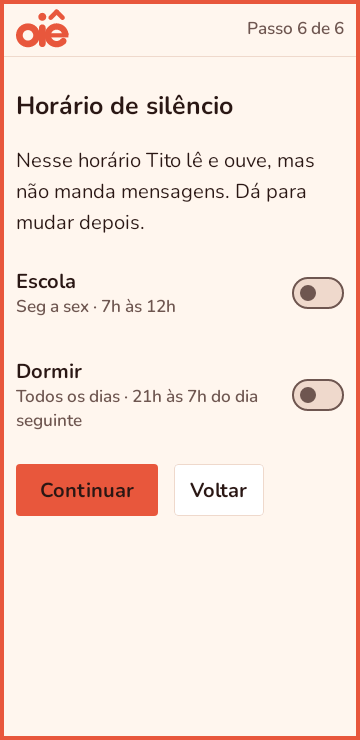 oiê
Passo 6 de 6
Horário de silêncio
Nesse horário Tito lê e ouve, mas
não manda mensagens. Dá para
mudar depois.
Escola
Seg a sex · 7h às 12h
Dormir
Todos os dias · 21h às 7h do dia
seguinte
Continuar
Voltar